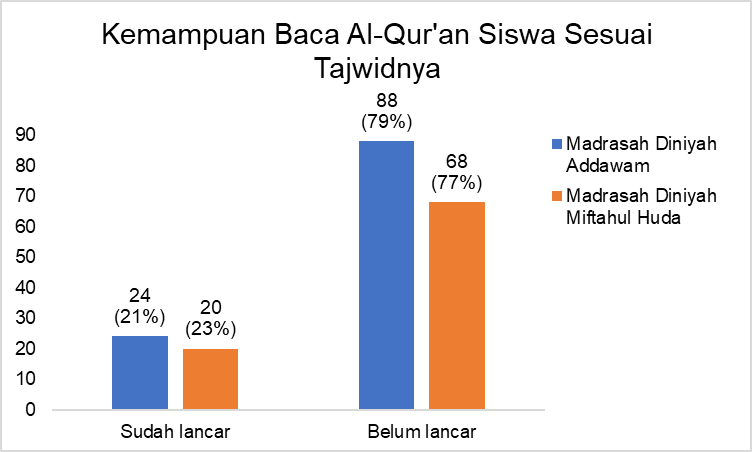 Kemampuan Baca Al-Qur'an Siswa Sesuai
Tajwidnya
90
80
70
60
50
40
30
20
10
0
24
(21%)
20
(23%)
88
(79%)
68
(77%)
Sudah lancar
Belum lancar
Madrasah Diniyah
Addawam
Madrasah Diniyah
Miftahul Huda